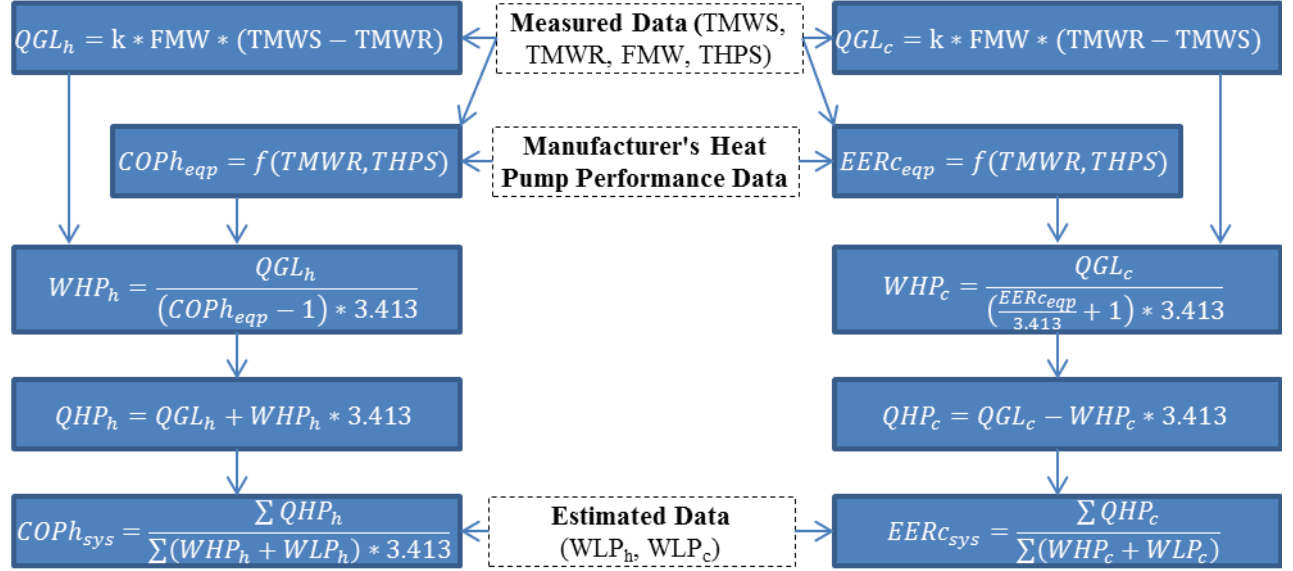 QGL_h = k * FMW * (TMWS − TMWR)
Measured Data (TMWS,
TMWR, FMW, THPS)
QGL_c = k * FMW * (TMWR − TMWS)
COPh_eqp = f(TMWR, THPS)
Manufacturer's Heat
Pump Performance Data
EERc_eqp = f(TMWR, THPS)
WHP_h = QGL_h / ((COPh_eqp − 1) * 3.413)
WHP_c = QGL_c / ((EERc_eqp / 3.413 + 1) * 3.413)
QHP_h = QGL_h + WHP_h * 3.413
QHP_c = QGL_c − WHP_c * 3.413
COPh_sys = ∑ QHP_h / (∑(WHP_h + WLP_h) * 3.413)
Estimated Data
(WLP_h, WLP_c)
EERc_sys = ∑ QHP_c / ∑(WHP_c + WLP_c)